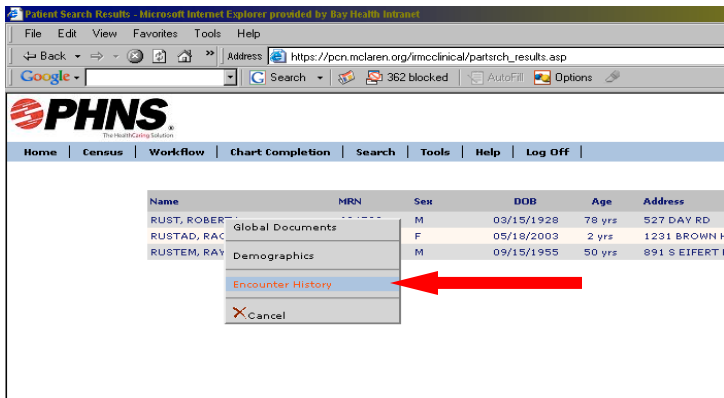 Patient Search Results - Microsoft Internet Explorer provided by Bay Health Intranet
File Edit View Favorites Tools Help
Back Address https://pcn.mclaren.org/irmcclinical/partsrch_results.asp
Google Search 362 blocked AutoFill Options
PHNS
The HealthCaring Solution
Home | Census | Workflow | Chart Completion | Search | Tools | Help | Log Off |
Name MRN Sex DOB Age Address
RUST, M 03/15/1928 78 yrs 527 DAY RD
RUSTAD, F 05/18/2003 2 yrs 1231 BROWN
RUSTEM, RAY M 09/15/1955 50 yrs 891 S EIFERT
Global Documents
Demographics
Encounter History
Cancel